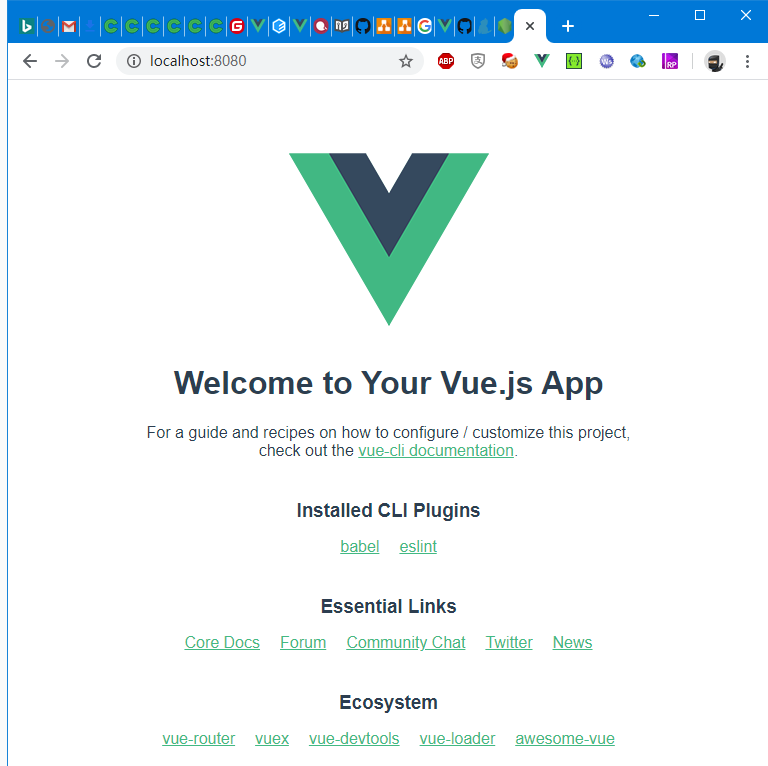 localhost:8080
Welcome to Your Vue.js App
For a guide and recipes on how to configure / customize this project,
check out the vue-cli documentation.
Installed CLI Plugins
babel eslint
Essential Links
Core Docs Forum Community Chat Twitter News
Ecosystem
vue-router vuex vue-devtools vue-loader awesome-vue